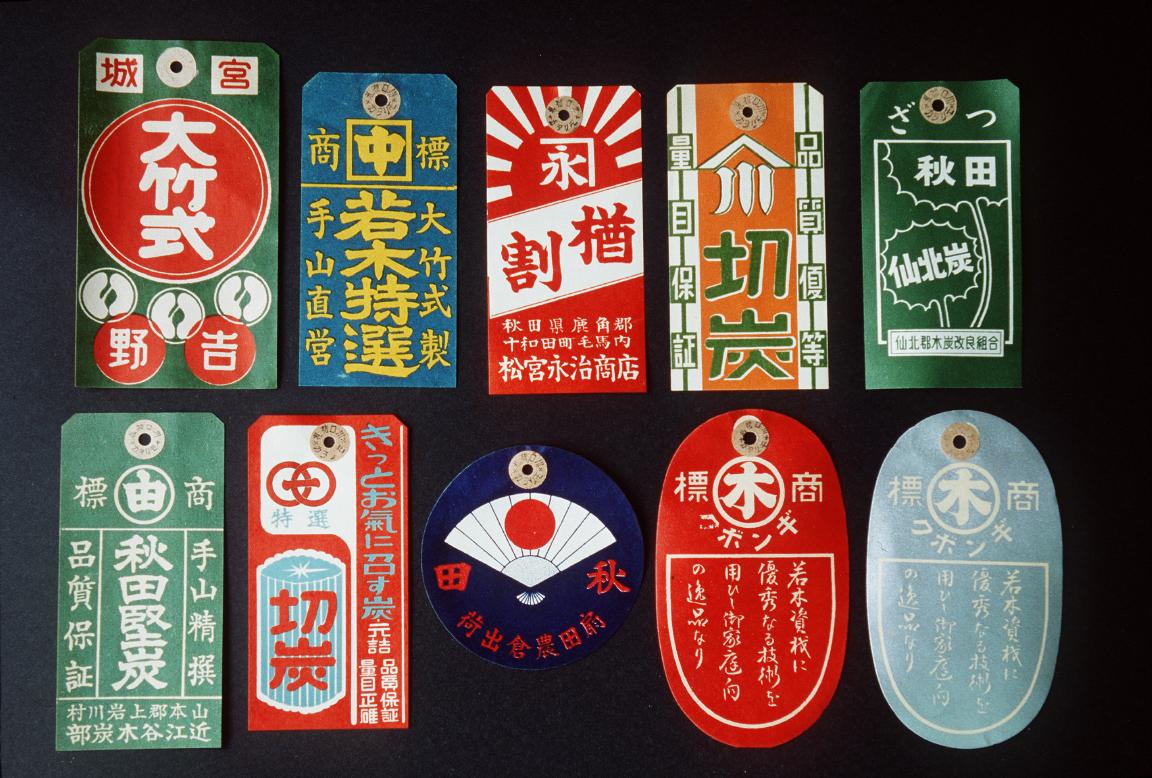 宮城
大竹式
吉野
商標
中
大竹式製
若木特選
手山直営
永
楢割
秋田県鹿角郡
十和田町毛馬内
松宮永治商店
川
品質優等
切炭
量目保証
ざつ
秋田
仙北炭
仙北郡木炭改良組合
商標
由
手山精撰
秋田堅炭
品質保証
山本郡上岩川村
近江谷木炭部
きっとお氣に召す炭
元詰
品質保証
量目正確
特選
切炭
秋田
前田農倉出荷
商標
木
ギンボコ
若木資材に
優秀なる技術を
用ひし御家庭向
の逸品なり
商標
木
ギンボコ
若木資材に
優秀なる技術を
用ひし御家庭向
の逸品なり